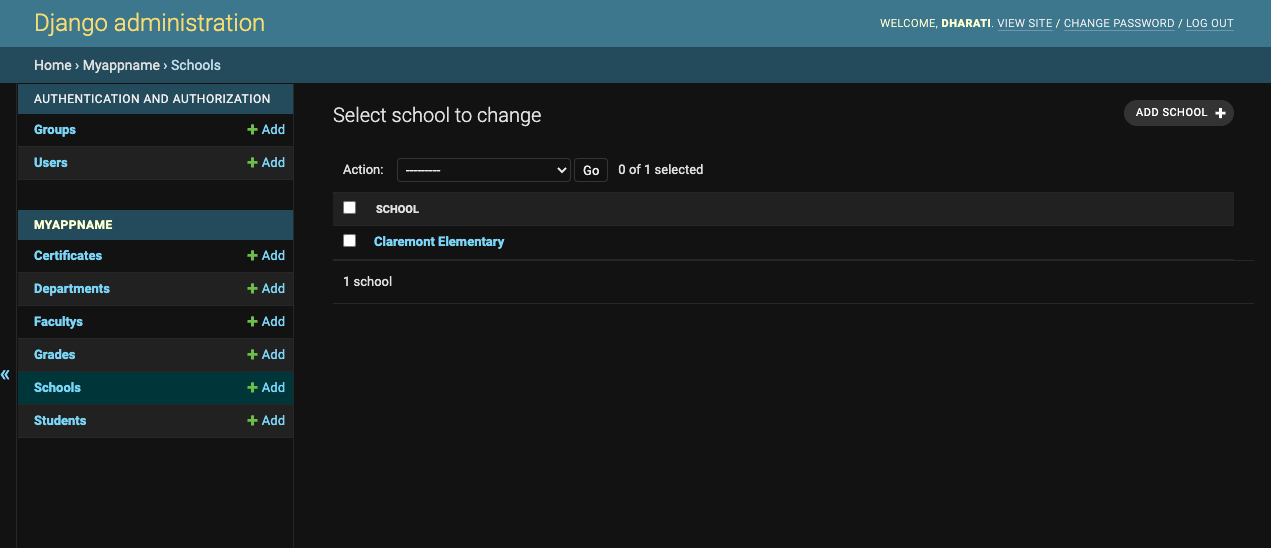 Django administration
WELCOME, DHARATI. VIEW SITE / CHANGE PASSWORD / LOG OUT
Home › Myappname › Schools
AUTHENTICATION AND AUTHORIZATION
Groups + Add
Users + Add
MYAPPNAME
Certificates + Add
Departments + Add
Facultys + Add
Grades + Add
Schools + Add
Students + Add
«
Select school to change
ADD SCHOOL +
Action: --------- Go 0 of 1 selected
SCHOOL
Claremont Elementary
1 school